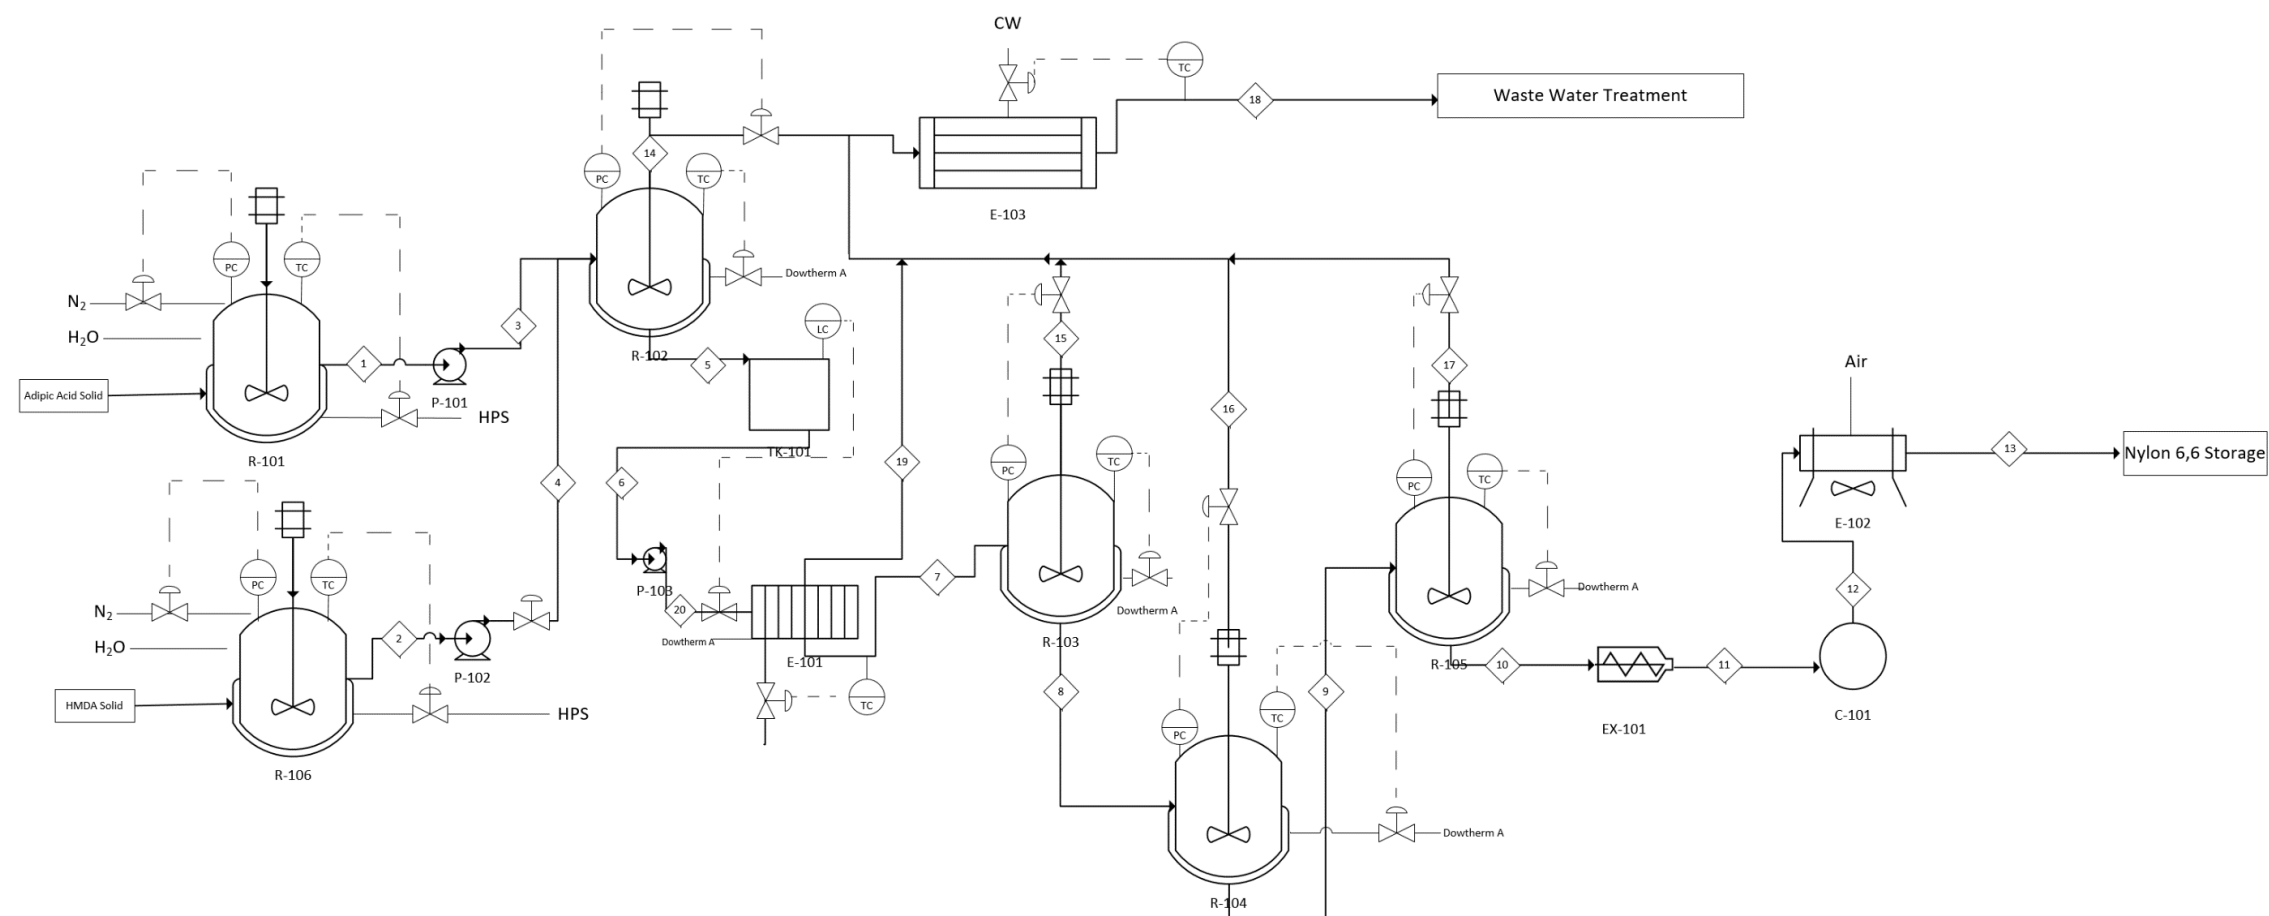 CW
TC
18
Waste Water Treatment
E-103
14
PC
TC
Dowtherm A
R-102
PC
TC
N2
H2O
Adipic Acid Solid
1
P-101
HPS
R-101
3
4
5
LC
TK-101
6
P-103
20
Dowtherm A
E-101
TC
19
7
15
PC
TC
Dowtherm A
R-103
8
16
PC
TC
Dowtherm A
R-104
9
17
PC
TC
Dowtherm A
R-105
10
EX-101
11
C-101
12
Air
E-102
13
Nylon 6,6 Storage
PC
TC
N2
H2O
HMDA Solid
2
P-102
HPS
R-106